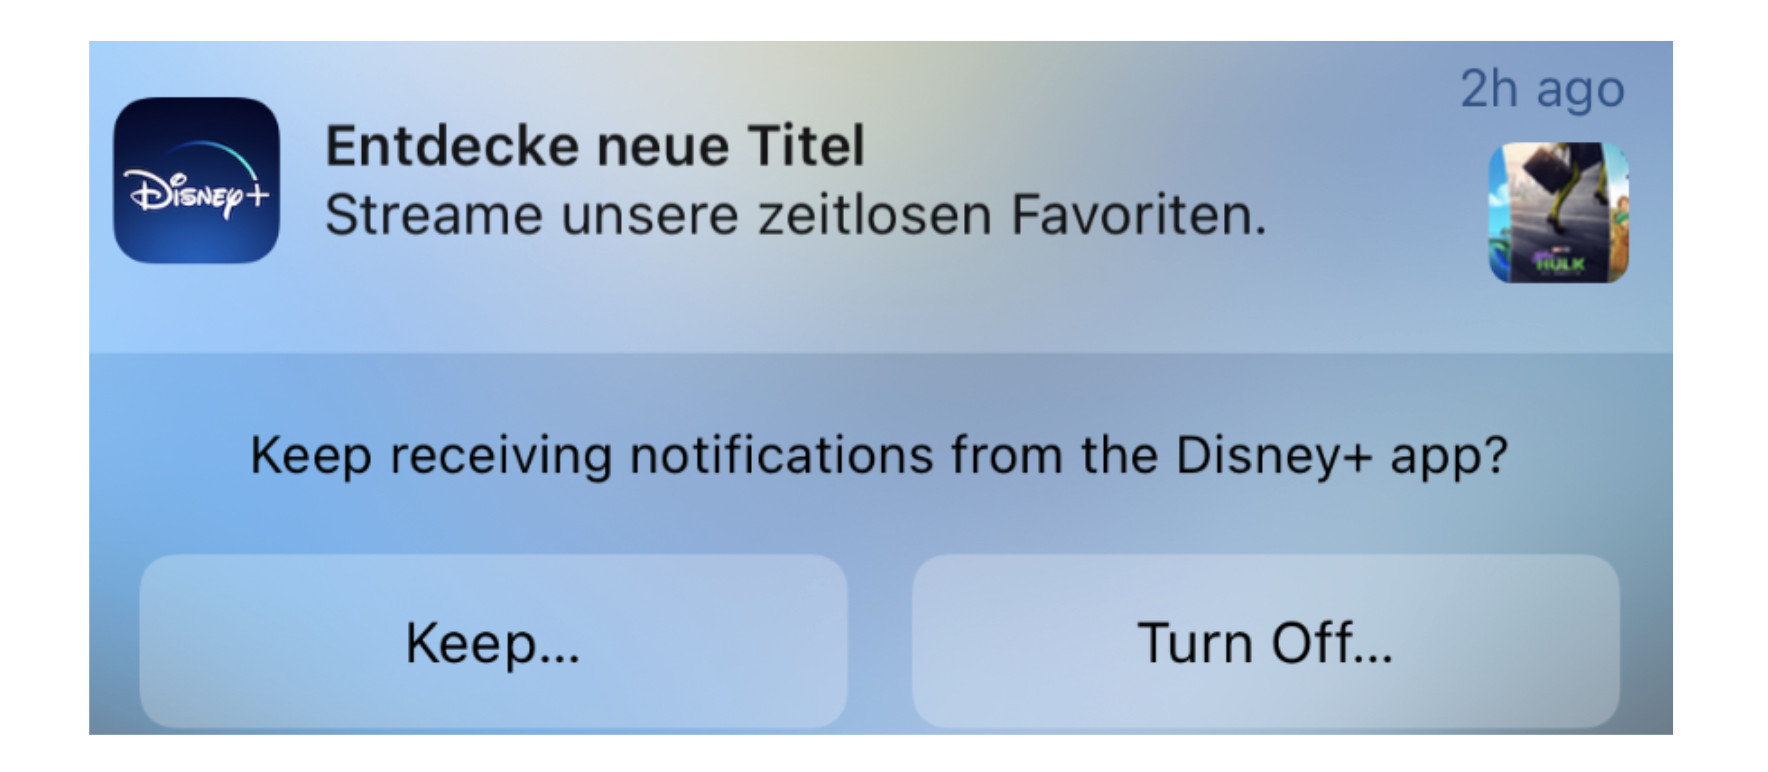 2h ago
Disney+
Entdecke neue Titel
Streame unsere zeitlosen Favoriten.
HULK
Keep receiving notifications from the Disney+ app?
Keep...
Turn Off...